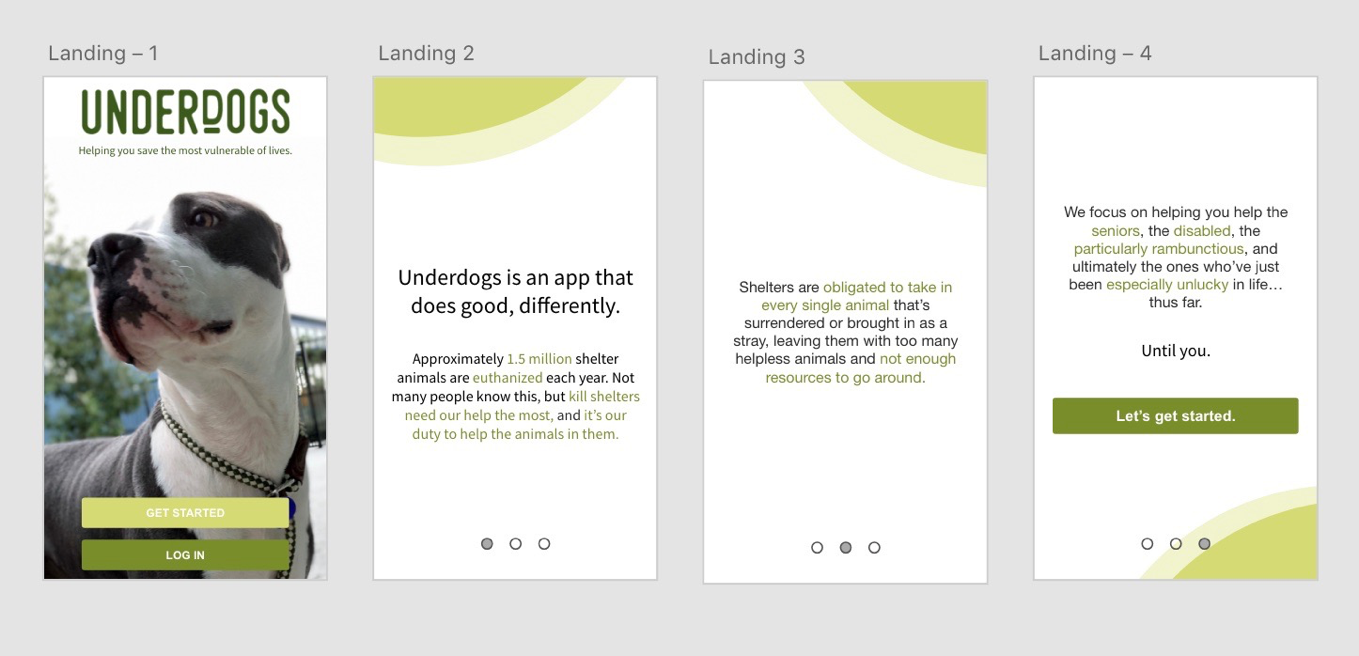 Landing – 1
UNDERDOGS
Helping you save the most vulnerable of lives.
GET STARTED
LOG IN
Landing 2
Underdogs is an app that
does good, differently.
Approximately 1.5 million shelter
animals are euthanized each year. Not
many people know this, but kill shelters
need our help the most, and it's our
duty to help the animals in them.
Landing 3
Shelters are obligated to take in
every single animal that's
surrendered or brought in as a
stray, leaving them with too many
helpless animals and not enough
resources to go around.
Landing – 4
We focus on helping you help the
seniors, the disabled, the
particularly rambunctious, and
ultimately the ones who've just
been especially unlucky in life…
thus far.
Until you.
Let's get started.